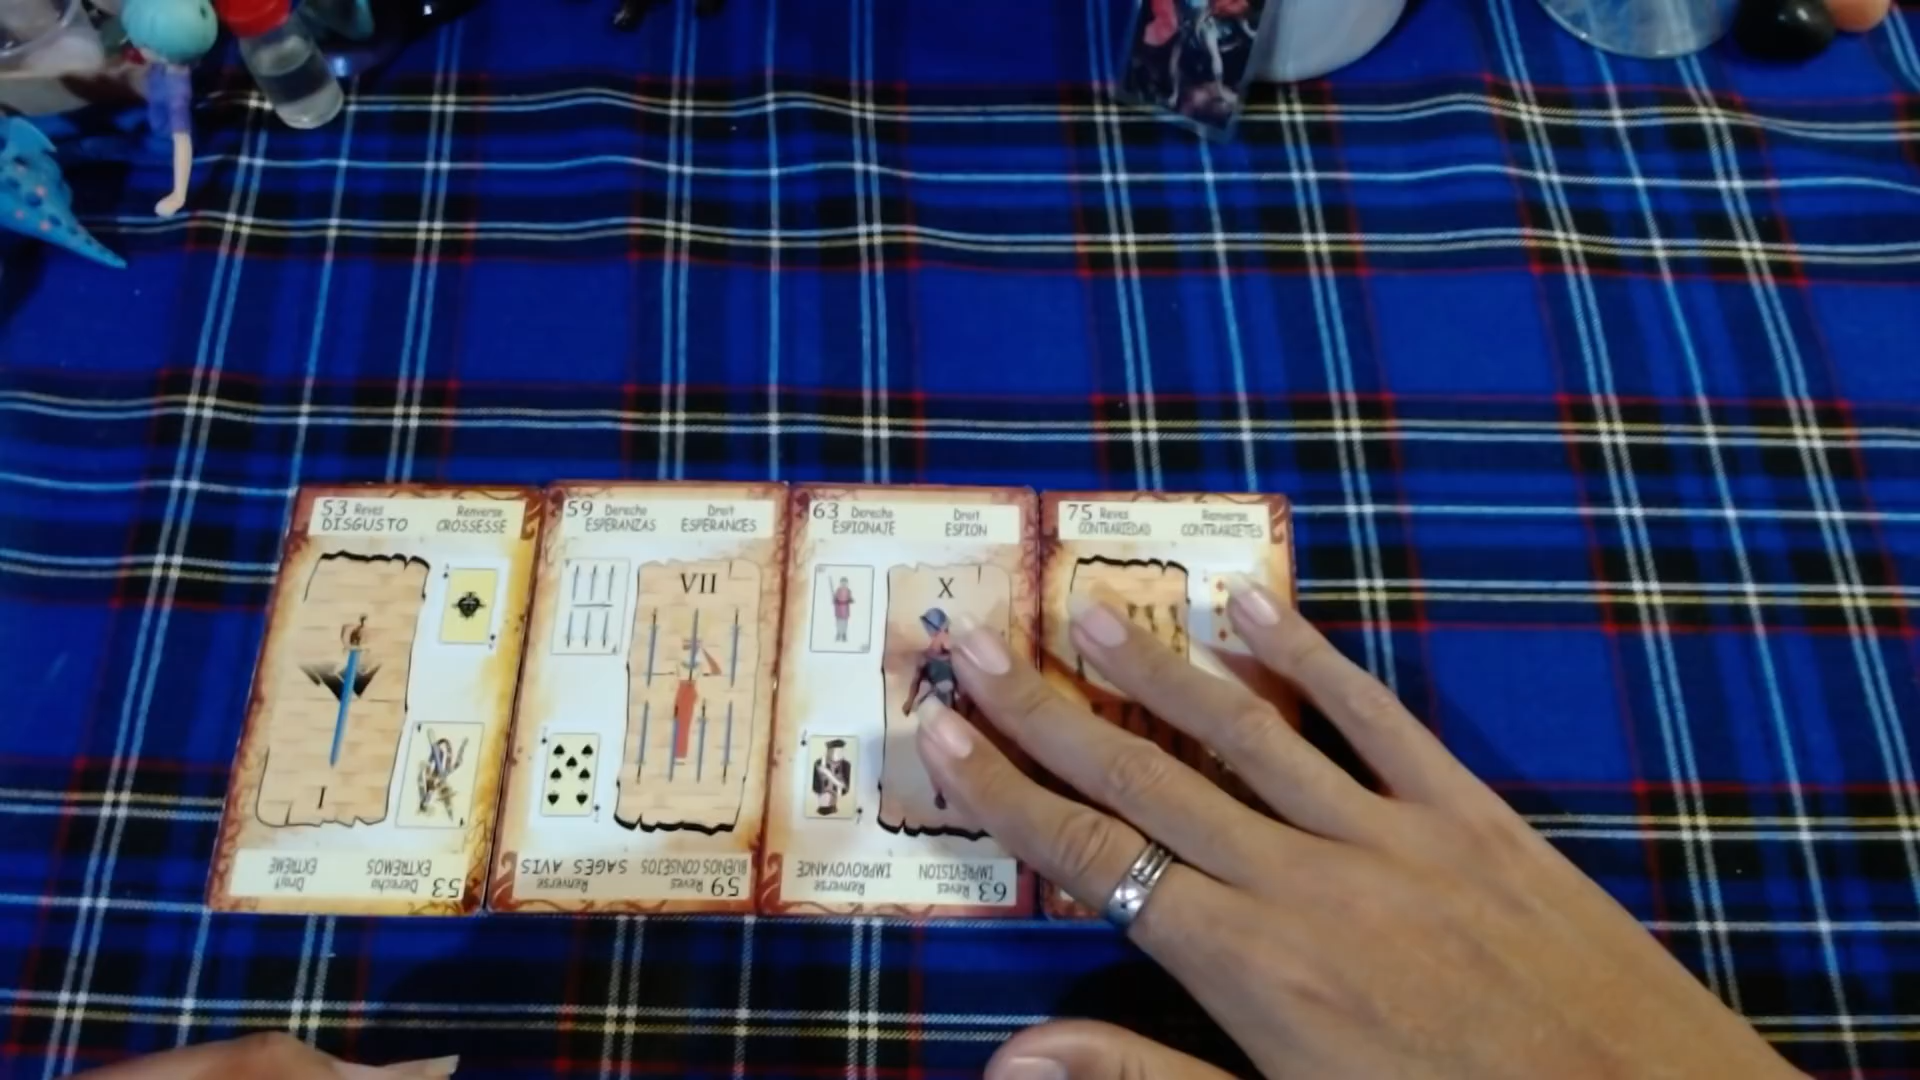 53 Reves Renverse
DISGUSTO CROSSESSE
I
EXTREME EXTREMOS
Droit Derecho 53
59 Derecho Droit
ESPERANZAS ESPERANCES
VII
SAGES AVIS BUENOS CONSEJOS
Renverse Reves 59
63 Derecho Droit
ESPIONAJE ESPION
X
IMPROVOYANCE IMPREVISION
Renverse Reves 63
75 Reves Renverse
CONTRARIEDAD CONTRARIETES